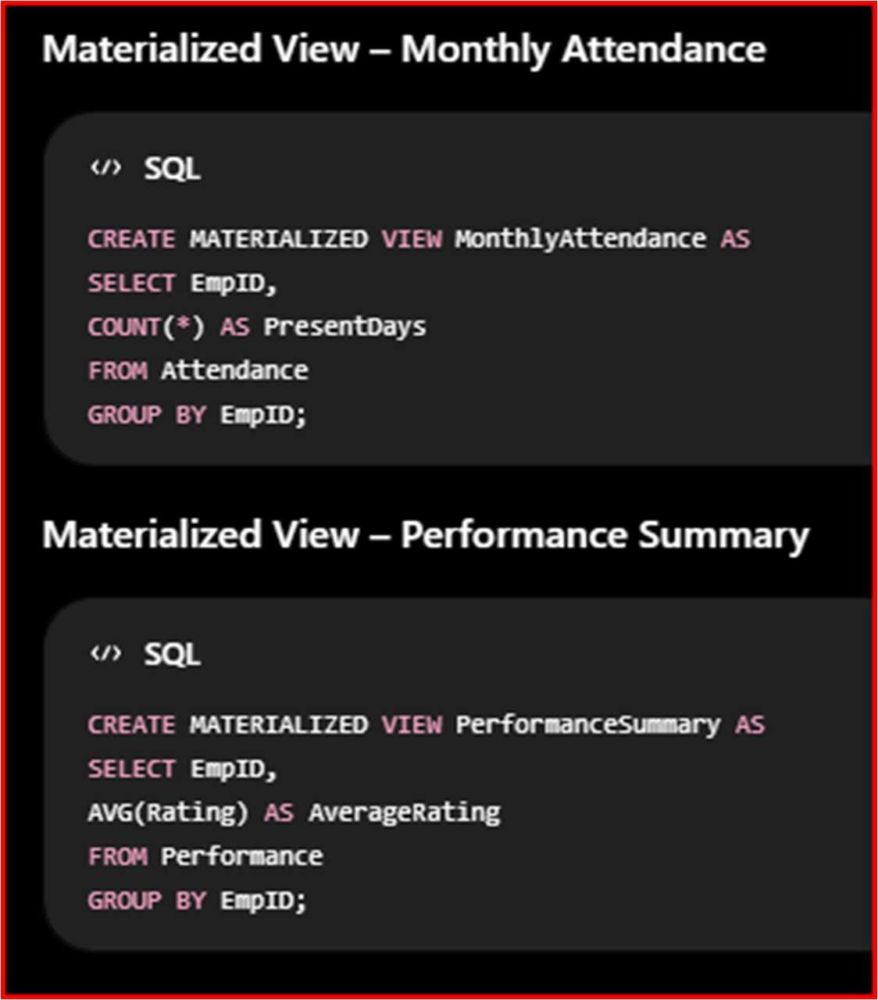 Materialized View – Monthly Attendance
</> SQL
CREATE MATERIALIZED VIEW MonthlyAttendance AS
SELECT EmpID,
COUNT(*) AS PresentDays
FROM Attendance
GROUP BY EmpID;
Materialized View – Performance Summary
</> SQL
CREATE MATERIALIZED VIEW PerformanceSummary AS
SELECT EmpID,
AVG(Rating) AS AverageRating
FROM Performance
GROUP BY EmpID;